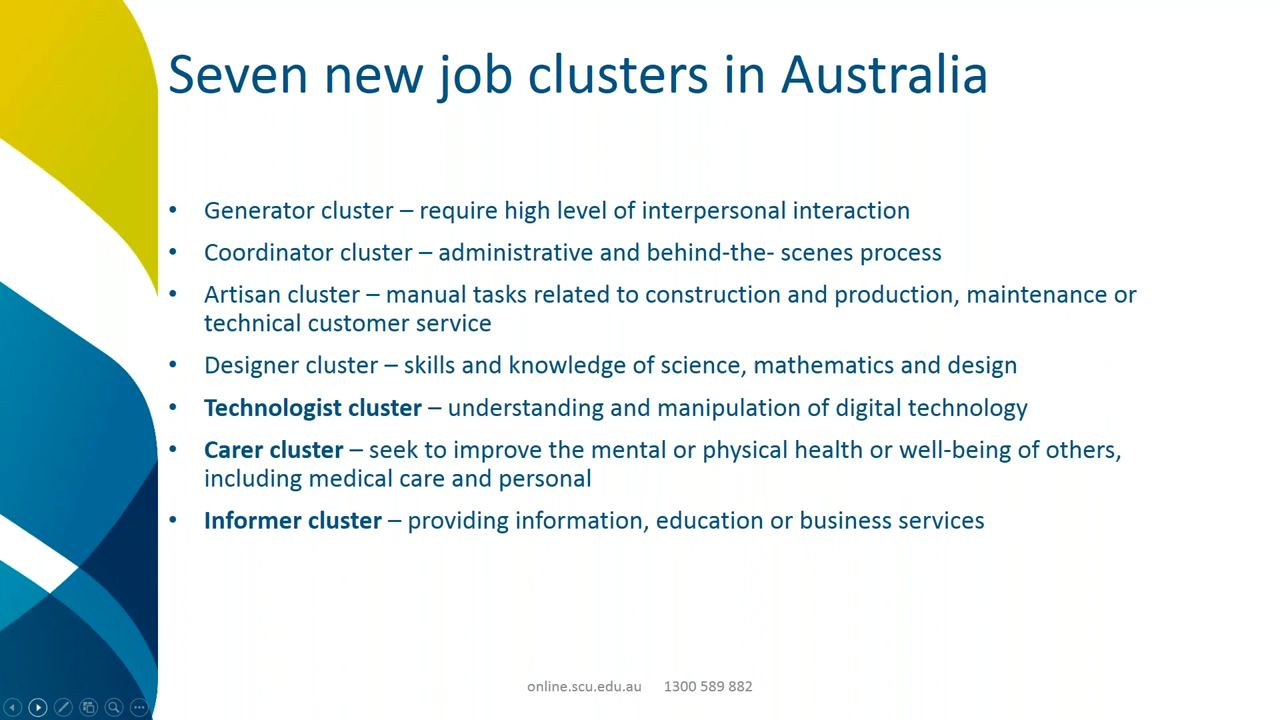 Seven new job clusters in Australia
• Generator cluster – require high level of interpersonal interaction
• Coordinator cluster – administrative and behind-the- scenes process
• Artisan cluster – manual tasks related to construction and production, maintenance or
technical customer service
• Designer cluster – skills and knowledge of science, mathematics and design
• Technologist cluster – understanding and manipulation of digital technology
• Carer cluster – seek to improve the mental or physical health or well-being of others,
including medical care and personal
• Informer cluster – providing information, education or business services
online.scu.edu.au 1300 589 882